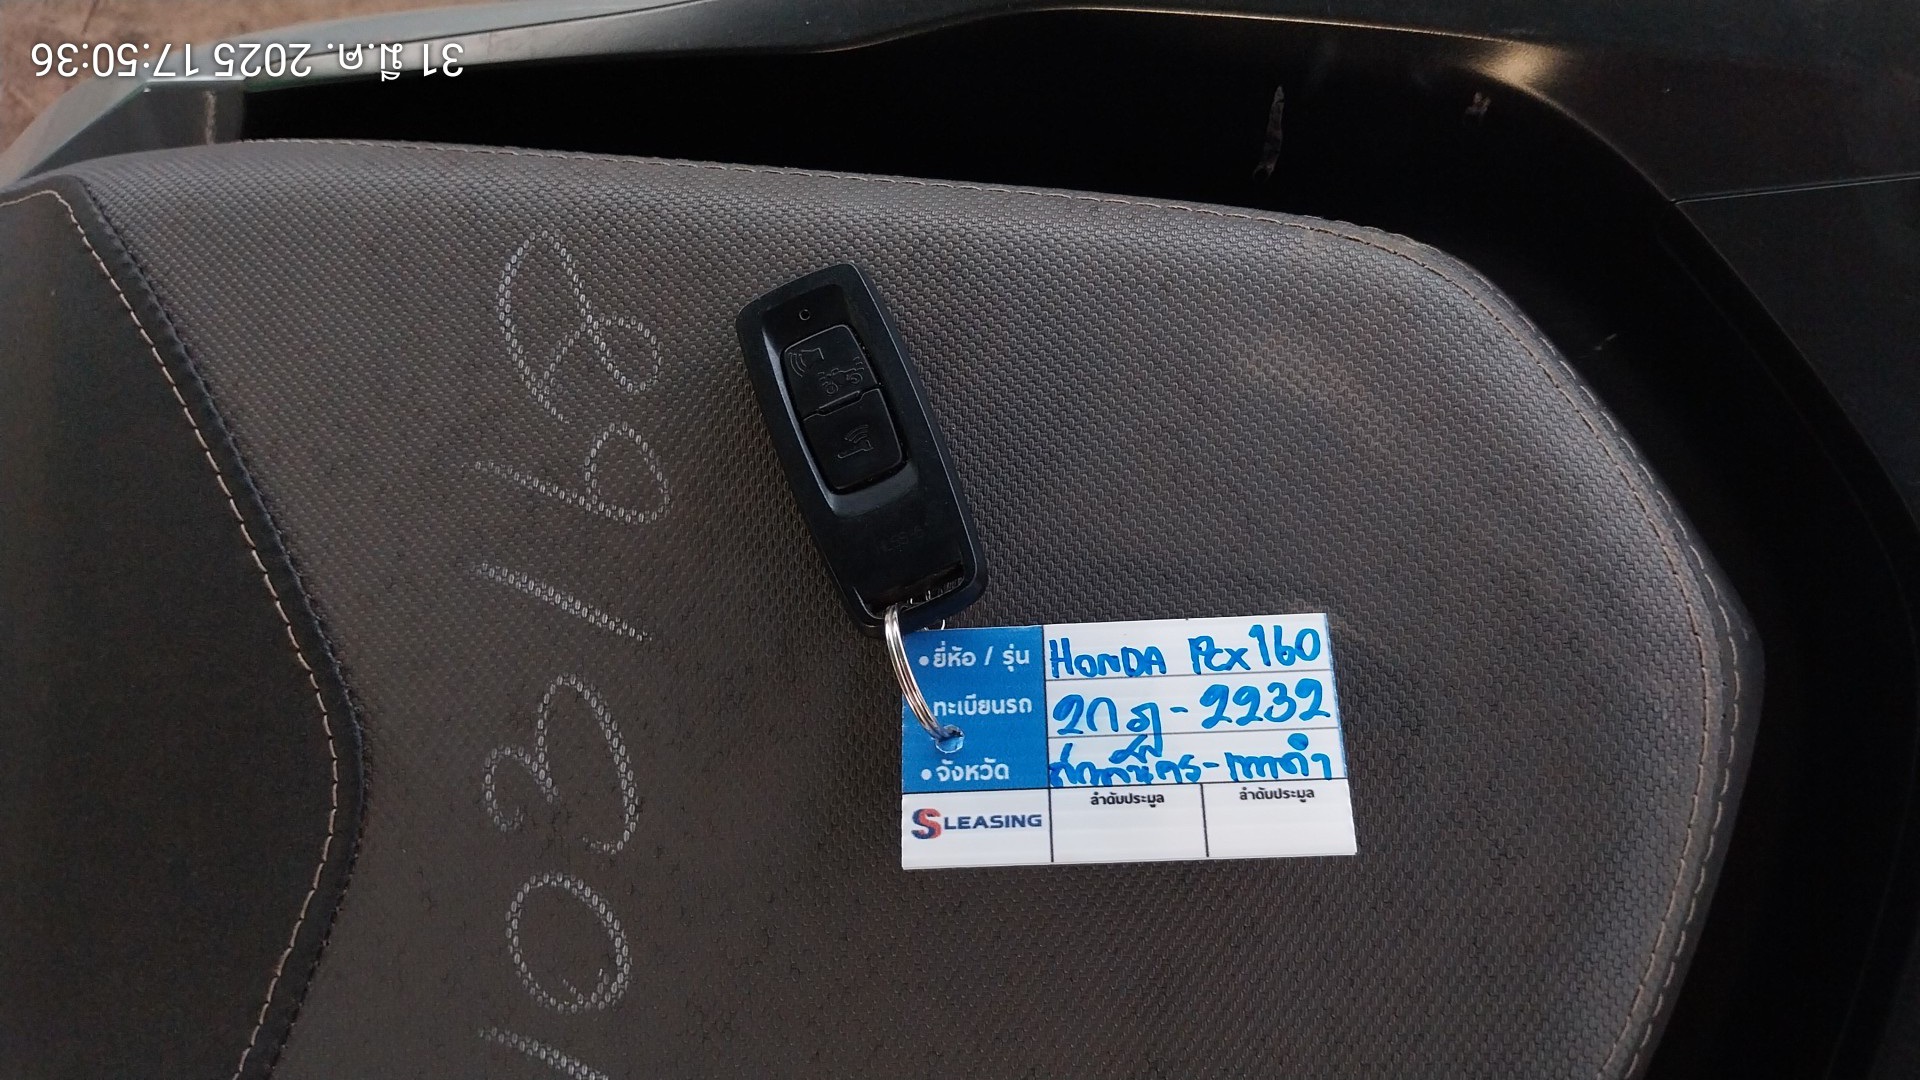 31 มี.ค. 2025 17:50:36
• ยี่ห้อ / รุ่น HONDA PCX160
ทะเบียนรถ 2กฎ-2232
• จังหวัด
SLEASING ลำดับประมูล ลำดับประมูล